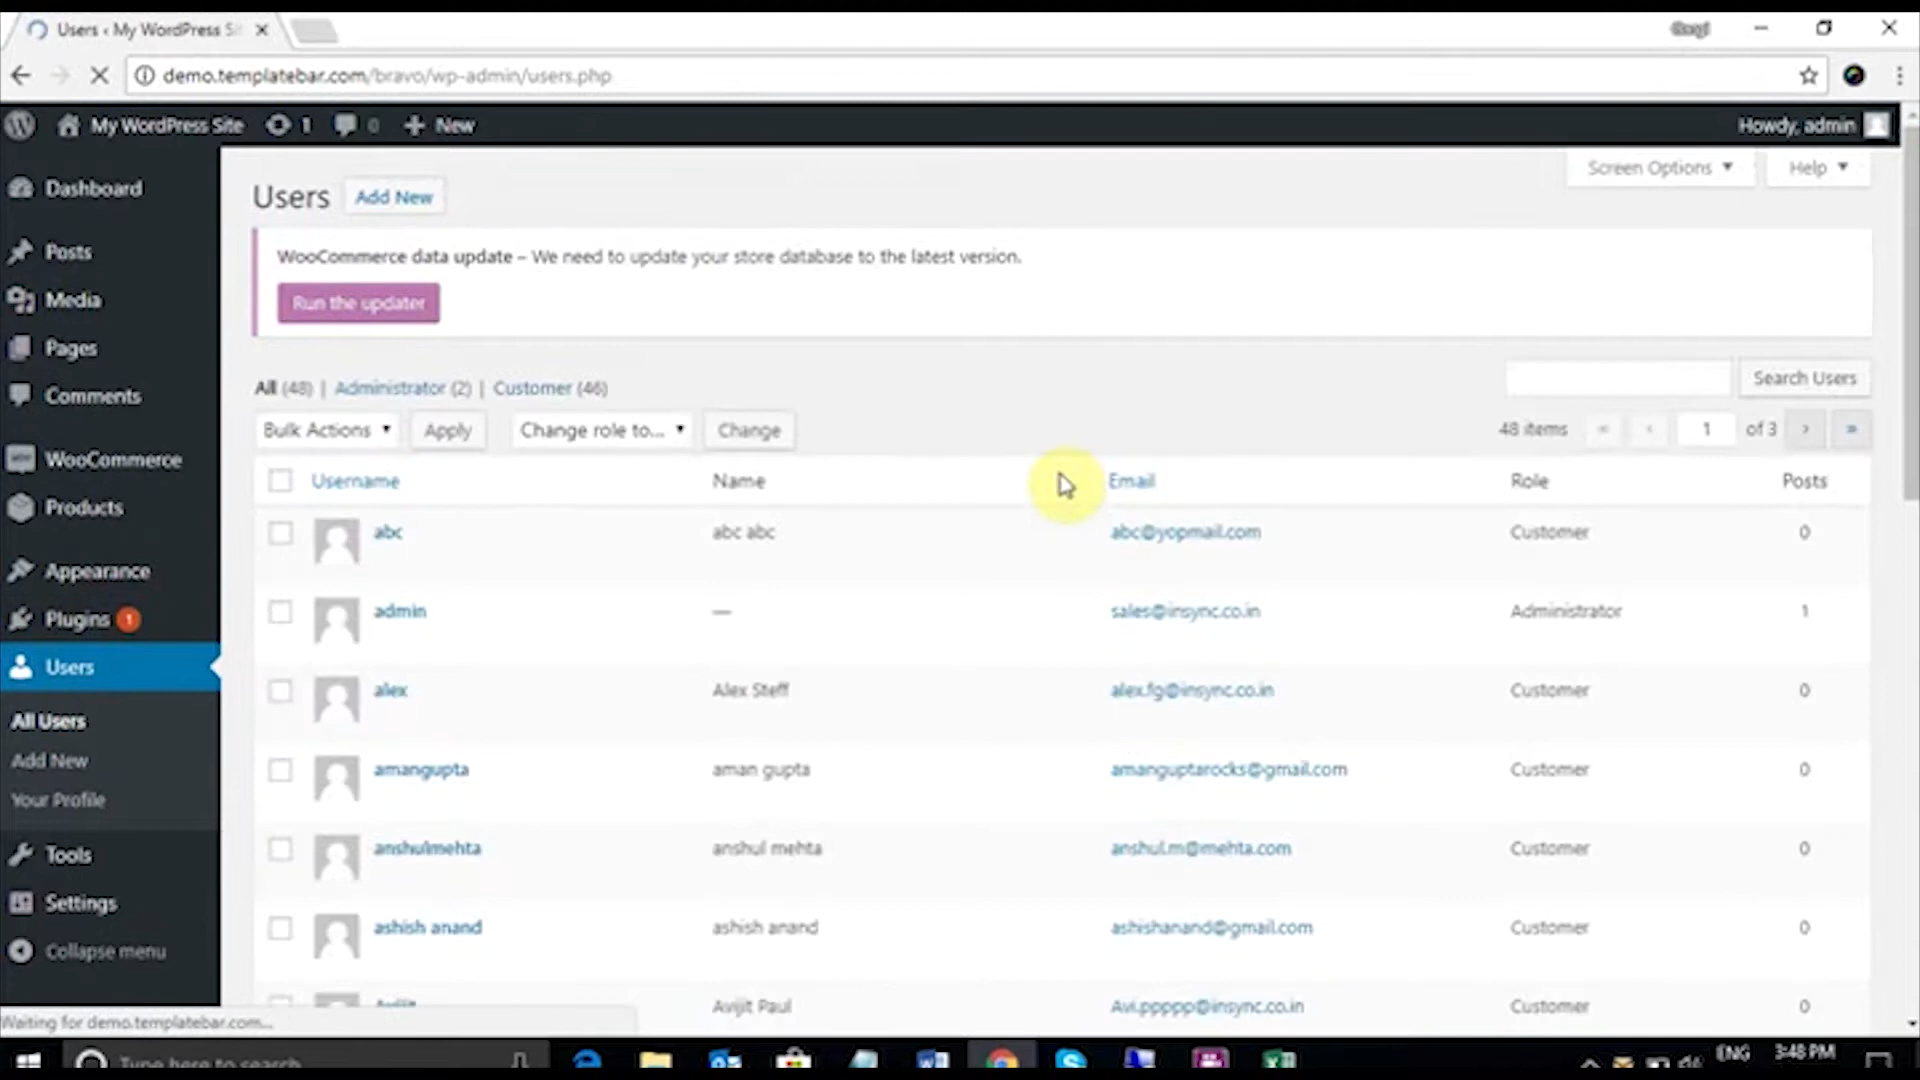 Users ‹ My WordPress Si
demo.templatebar.com/bravo/wp-admin/users.php
My WordPress Site 1 0 New
Howdy, admin
Screen Options Help
Dashboard
Posts
Media
Pages
Comments
WooCommerce
Products
Appearance
Plugins 1
Users
All Users
Add New
Your Profile
Tools
Settings
Collapse menu
Users Add New
WooCommerce data update – We need to update your store database to the latest version.
Run the updater
All (48) | Administrator (2) | Customer (46)
Search Users
Bulk Actions Apply Change role to... Change
48 items « ‹ 1 of 3 › »
Username Name Email Role Posts
abc abc abc abc@yopmail.com Customer 0
admin — sales@insync.co.in Administrator 1
alex Alex Steff alex.fg@insync.co.in Customer 0
amangupta aman gupta amanguptarocks@gmail.com Customer 0
anshulmehta anshul mehta anshul.m@mehta.com Customer 0
ashish anand ashish anand ashishanand@gmail.com Customer 0
Avijit Avijit Paul Avi.ppppp@insync.co.in Customer 0
Waiting for demo.templatebar.com...
Type here to search
ENG 3:48 PM